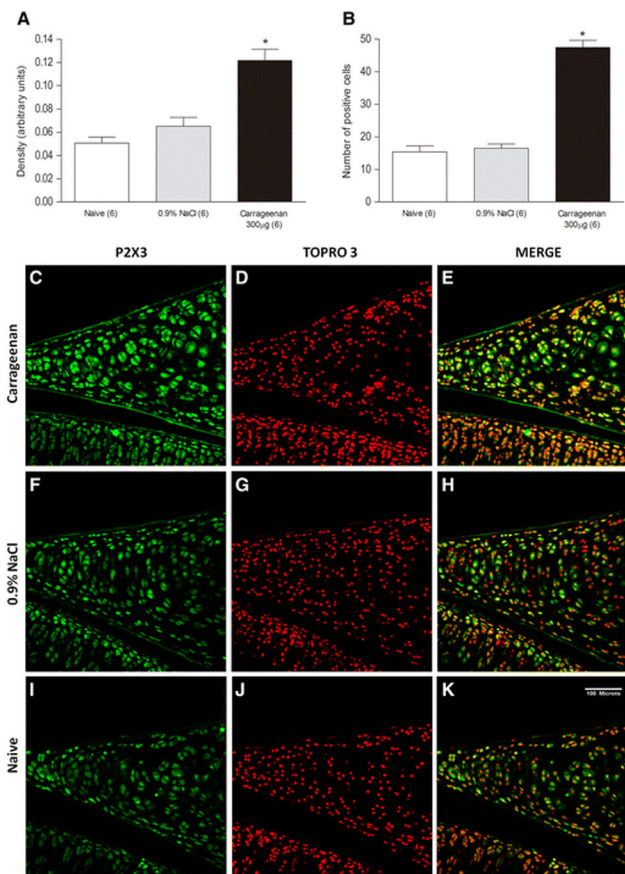 A
Density (arbitrary units)
0.14
0.12
0.10
0.08
0.06
0.04
0.02
0.00
*
Naive (6)
0.9% NaCl (6)
Carrageenan
300µg (6)
B
Number of positive cells
50
40
30
20
10
0
*
Naive (6)
0.9% NaCl (6)
Carrageenan
300µg (6)
P2X3
TOPRO 3
MERGE
Carrageenan
C
D
E
0.9% NaCl
F
G
H
Naive
I
J
K
100 Microns